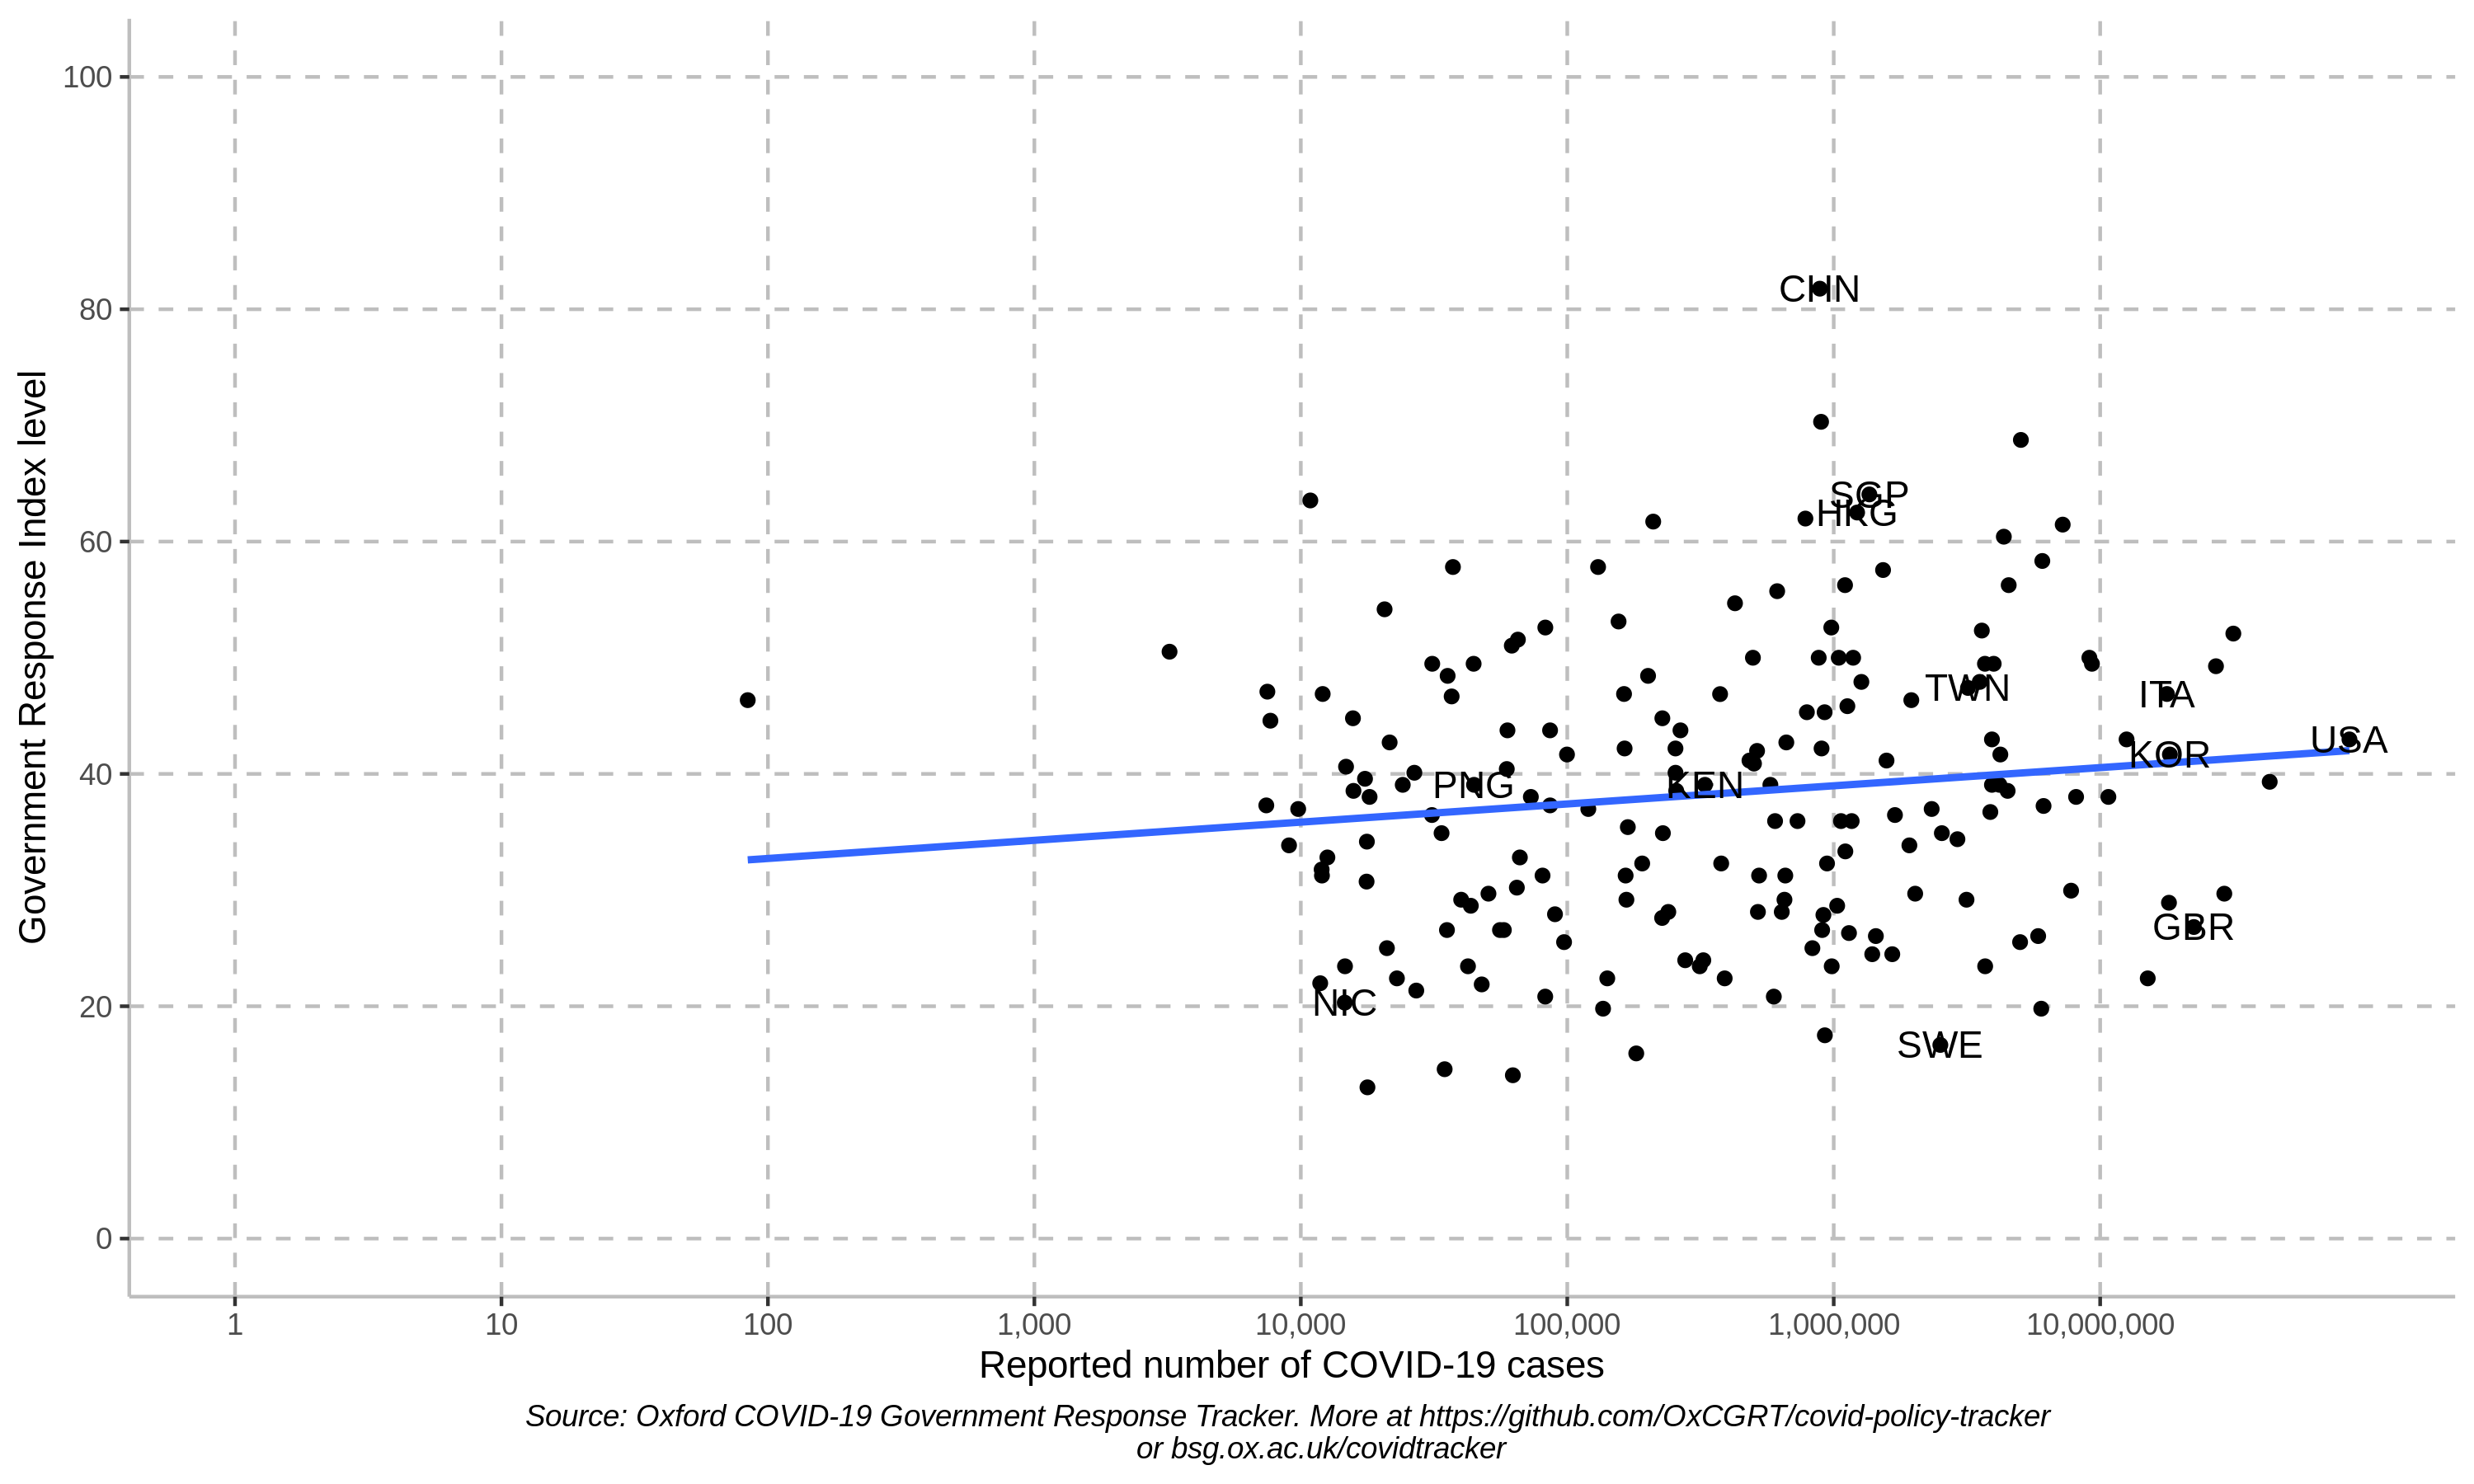 Government Response Index level
100
80
60
40
20
0
CHN
SGP
HKG
TWN
ITA
USA
KOR
PNG
KEN
GBR
NIC
SWE
1
10
100
1,000
10,000
100,000
1,000,000
10,000,000
Reported number of COVID-19 cases
Source: Oxford COVID-19 Government Response Tracker. More at https://github.com/OxCGRT/covid-policy-tracker
or bsg.ox.ac.uk/covidtracker